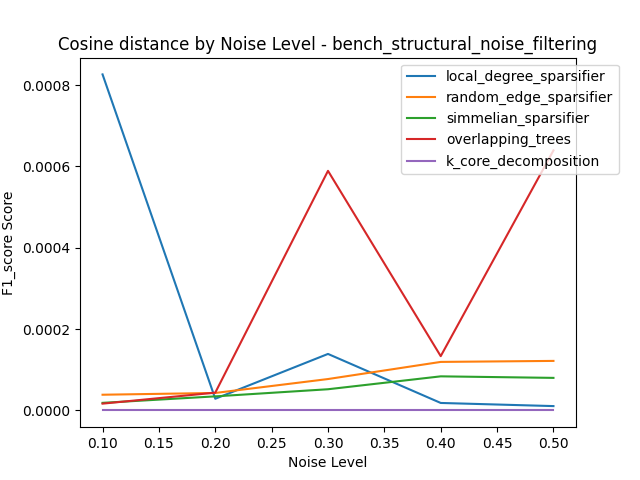 Cosine distance by Noise Level - bench_structural_noise_filtering
local_degree_sparsifier
random_edge_sparsifier
simmelian_sparsifier
overlapping_trees
k_core_decomposition
F1_score Score
0.0008
0.0006
0.0004
0.0002
0.0000
0.10 0.15 0.20 0.25 0.30 0.35 0.40 0.45 0.50
Noise Level